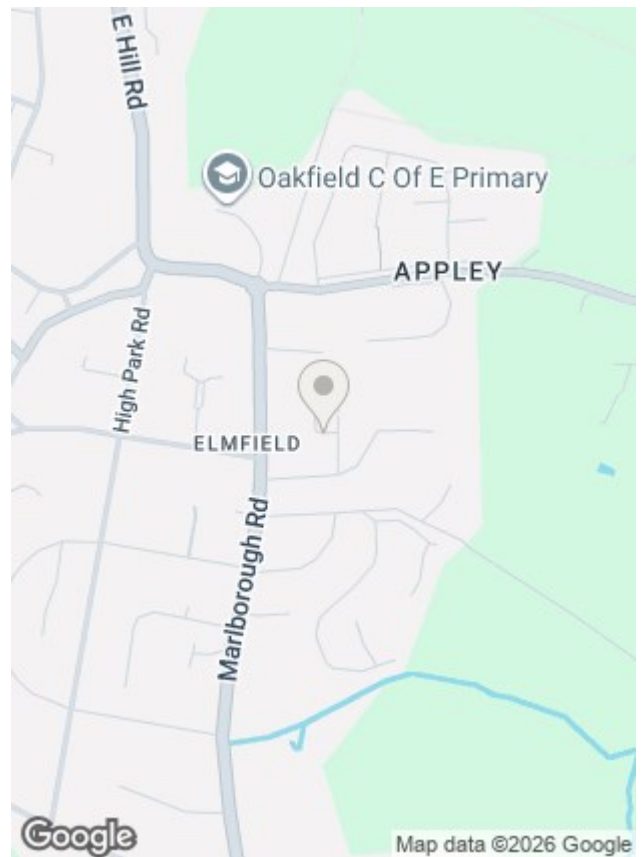 E Hill Rd
Oakfield C Of E Primary
APPLEY
High Park Rd
ELMFIELD
Marlborough Rd
Google
Map data ©2026 Google